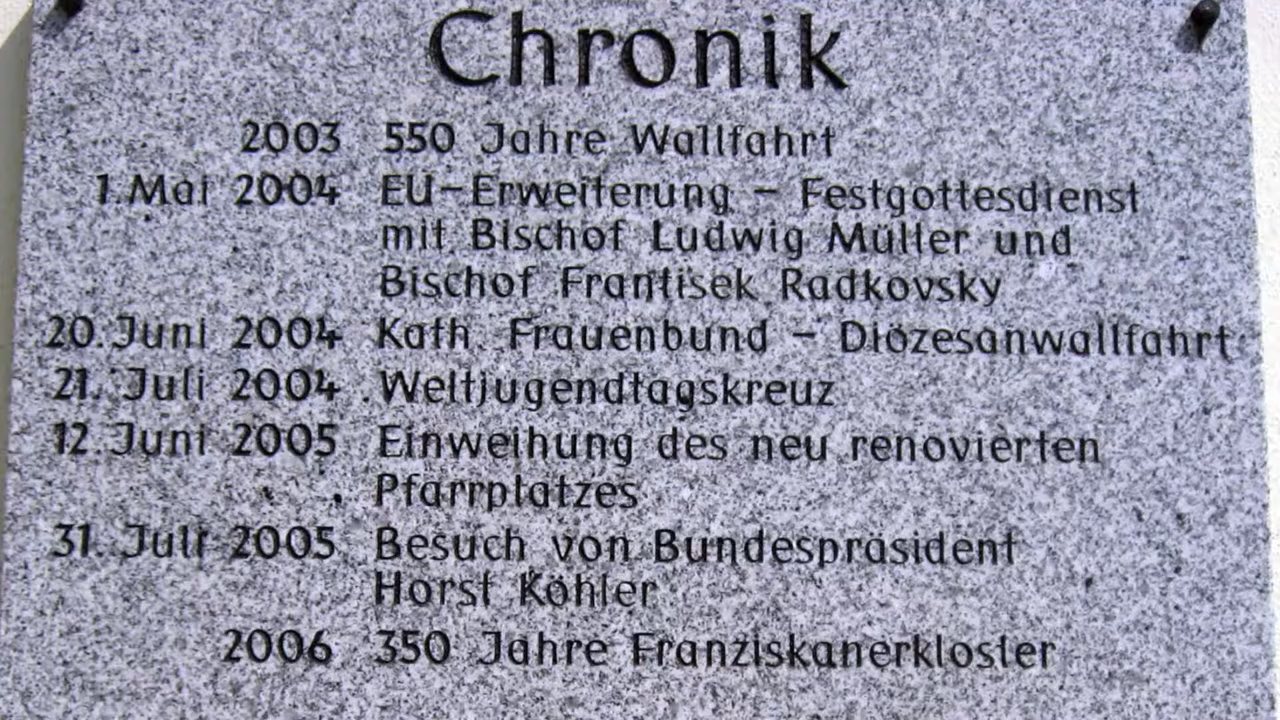 Chronik
2003 550 Jahre Wallfahrt
1. Mai 2004 EU-Erweiterung - Festgottesdienst
mit Bischof Ludwig Müller und
Bischof Frantisek Radkovsky
20. Juni 2004 Kath. Frauenbund - Diözesanwallfahrt
21. Juli 2004 Weltjugendtagskreuz
12. Juni 2005 Einweihung des neu renovierten
Pfarrplatzes
31. Juli 2005 Besuch von Bundespräsident
Horst Köhler
2006 350 Jahre Franziskanerkloster